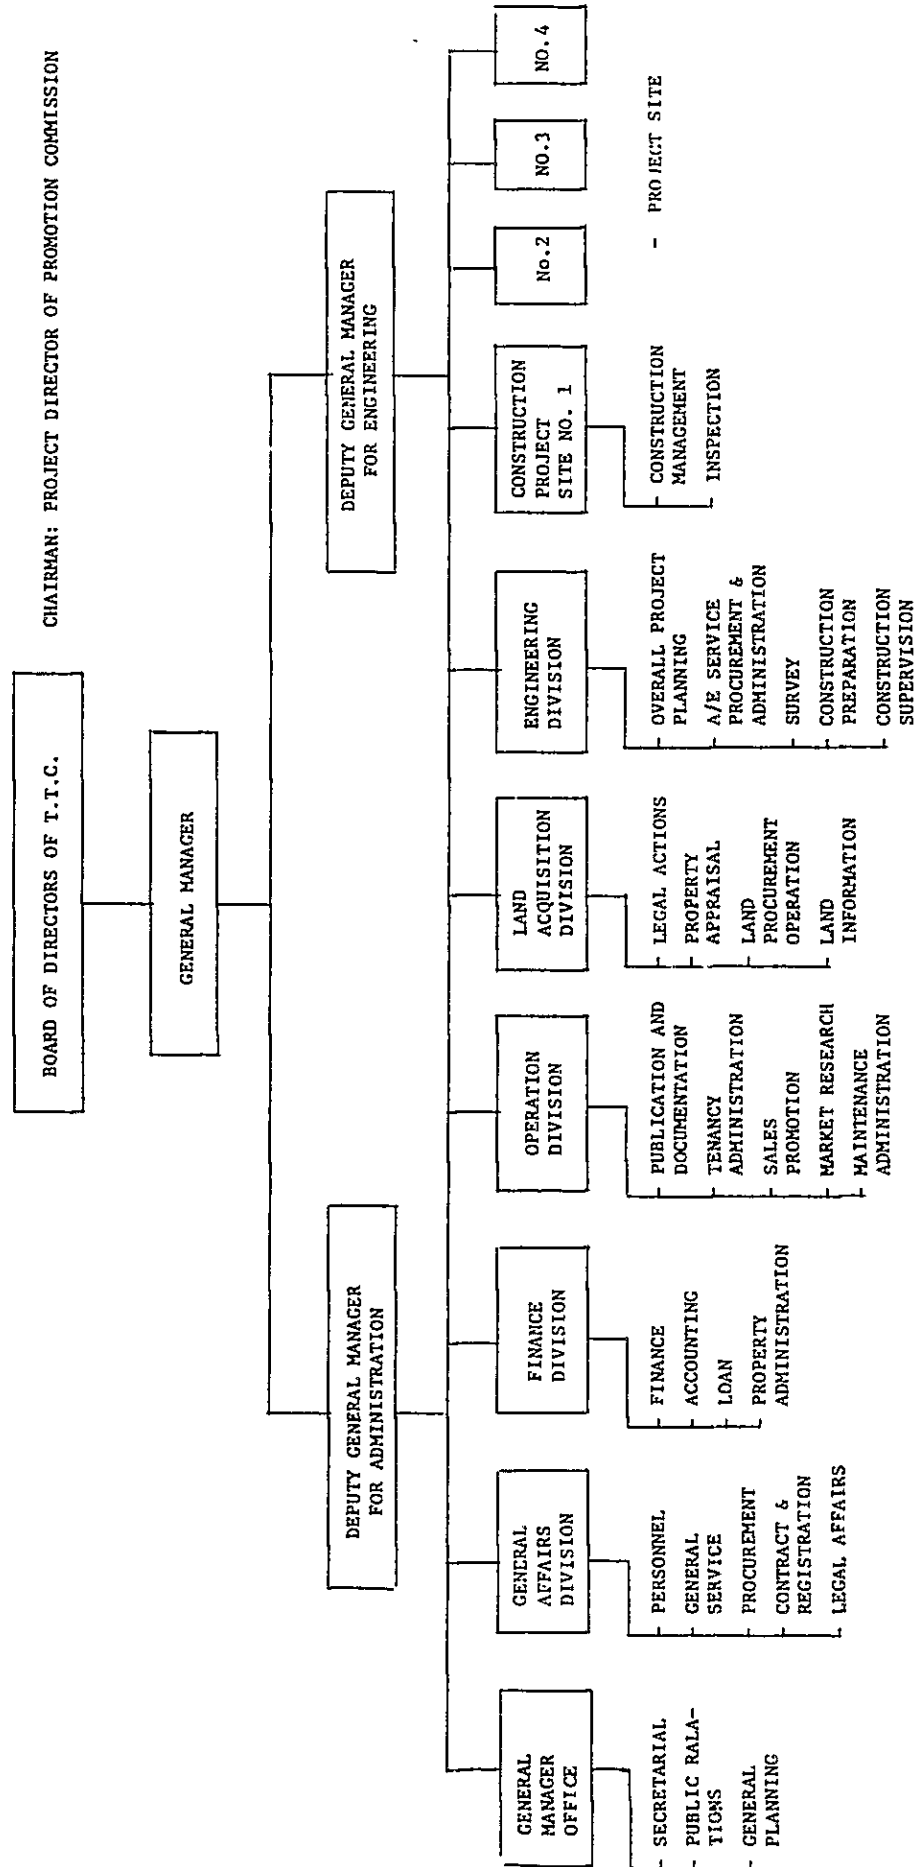 CHAIRMAN: PROJECT DIRECTOR OF PROMOTION COMMISSION
BOARD OF DIRECTORS OF T.T.C.
GENERAL MANAGER
DEPUTY GENERAL MANAGER
FOR ADMINISTRATION
DEPUTY GENERAL MANAGER
FOR ENGINEERING
GENERAL
MANAGER
OFFICE
- SECRETARIAL
- PUBLIC RALA-
TIONS
- GENERAL
PLANNING
GENERAL
AFFAIRS
DIVISION
PERSONNEL
GENERAL
SERVICE
PROCUREMENT
CONTRACT &
REGISTRATION
LEGAL AFFAIRS
FINANCE
DIVISION
FINANCE
ACCOUNTING
LOAN
PROPERTY
ADMINISTRATION
OPERATION
DIVISION
PUBLICATION AND
DOCUMENTATION
TENANCY
ADMINISTRATION
SALES
PROMOTION
MARKET RESEARCH
MAINTENANCE
ADMINISTRATION
LAND
ACQUISITION
DIVISION
LEGAL ACTIONS
PROPERTY
APPRAISAL
LAND
PROCUREMENT
OPERATION
LAND
INFORMATION
ENGINEERING
DIVISION
OVERALL PROJECT
PLANNING
A/E SERVICE
PROCUREMENT &
ADMINISTRATION
SURVEY
CONSTRUCTION
PREPARATION
CONSTRUCTION
SUPERVISION
CONSTRUCTION
PROJECT
SITE NO. 1
CONSTRUCTION
MANAGEMENT
INSPECTION
No.2
NO.3
NO.4
- PROJECT SITE